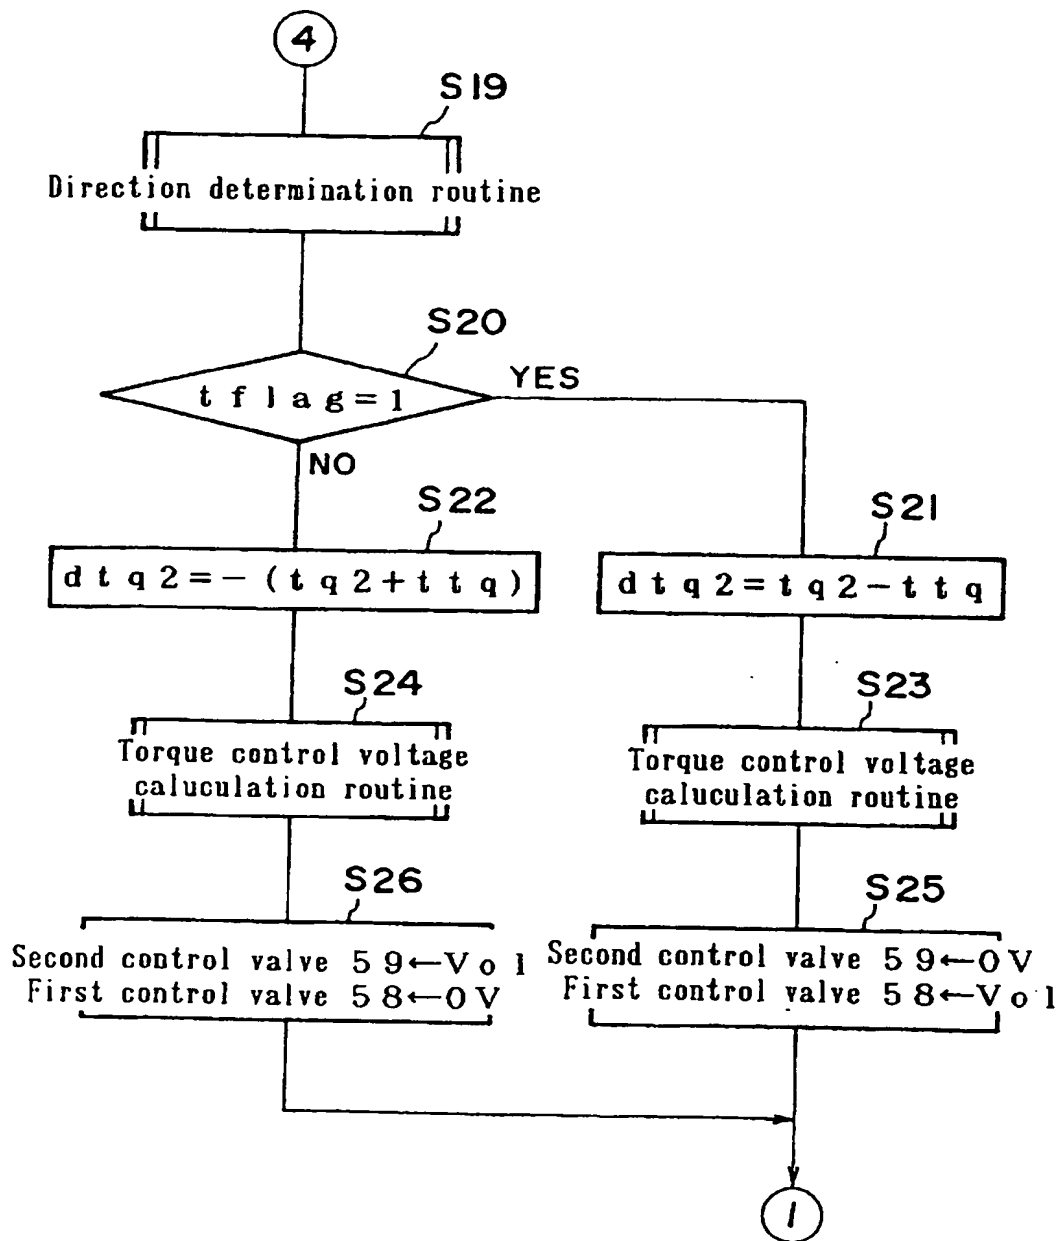 4
S19
Direction determination routine
S20
tflag=1
YES
NO
S22
dtq2=-(tq2+ttq)
S21
dtq2=tq2-ttq
S24
Torque control voltage
caluculation routine
S23
Torque control voltage
caluculation routine
S26
Second control valve 59←Vol
First control valve 58←0V
S25
Second control valve 59←0V
First control valve 58←Vol
1